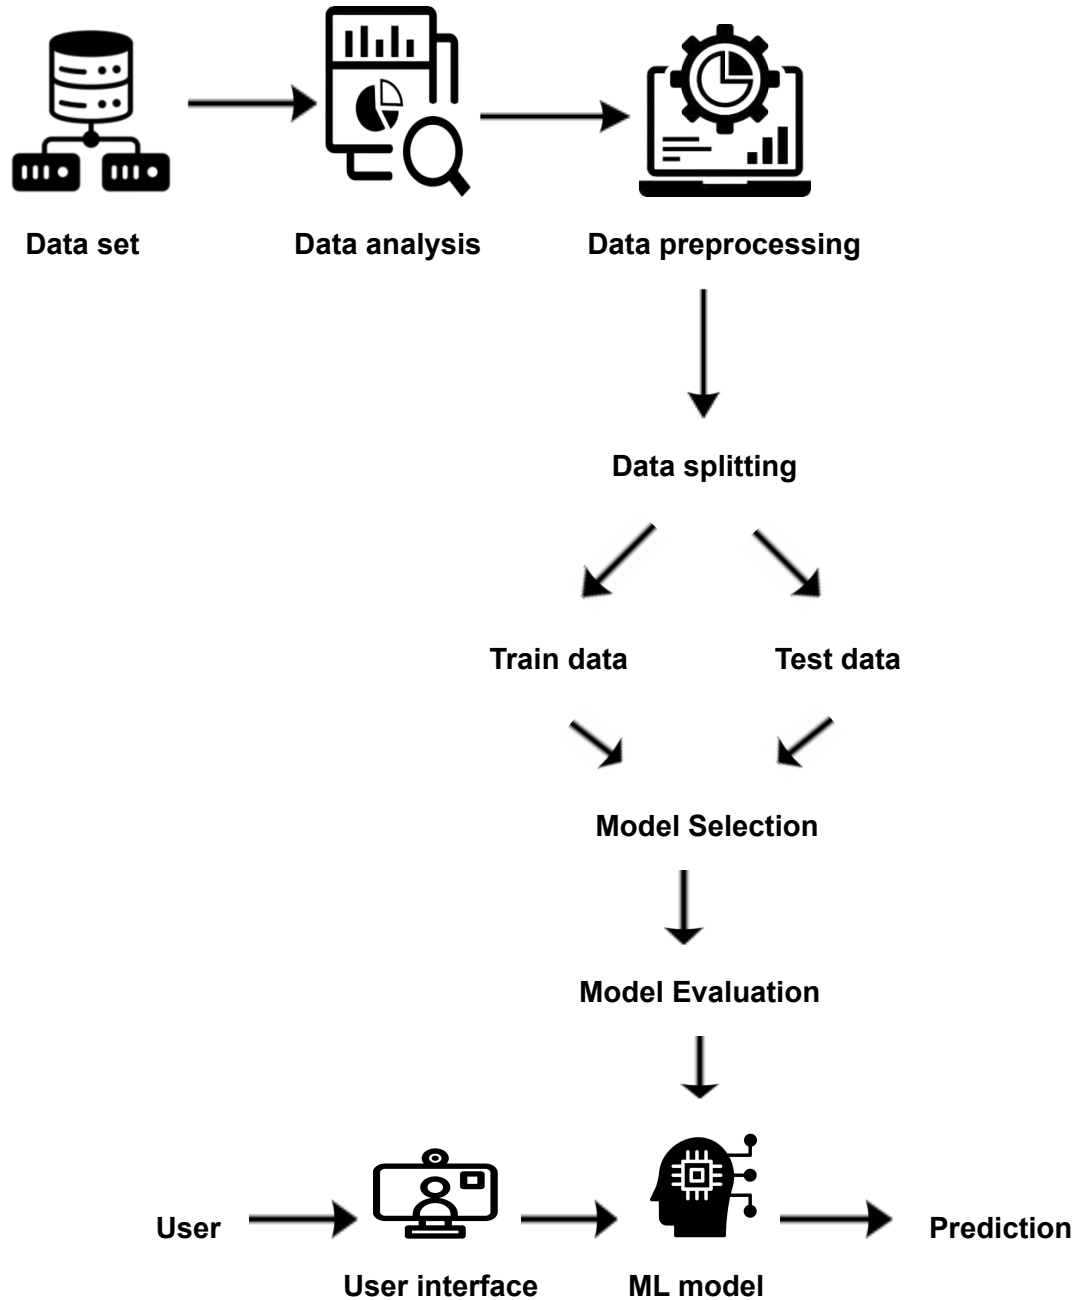 Data set
Data analysis
Data preprocessing
Data splitting
Train data
Test data
Model Selection
Model Evaluation
User
Prediction
User interface
ML model